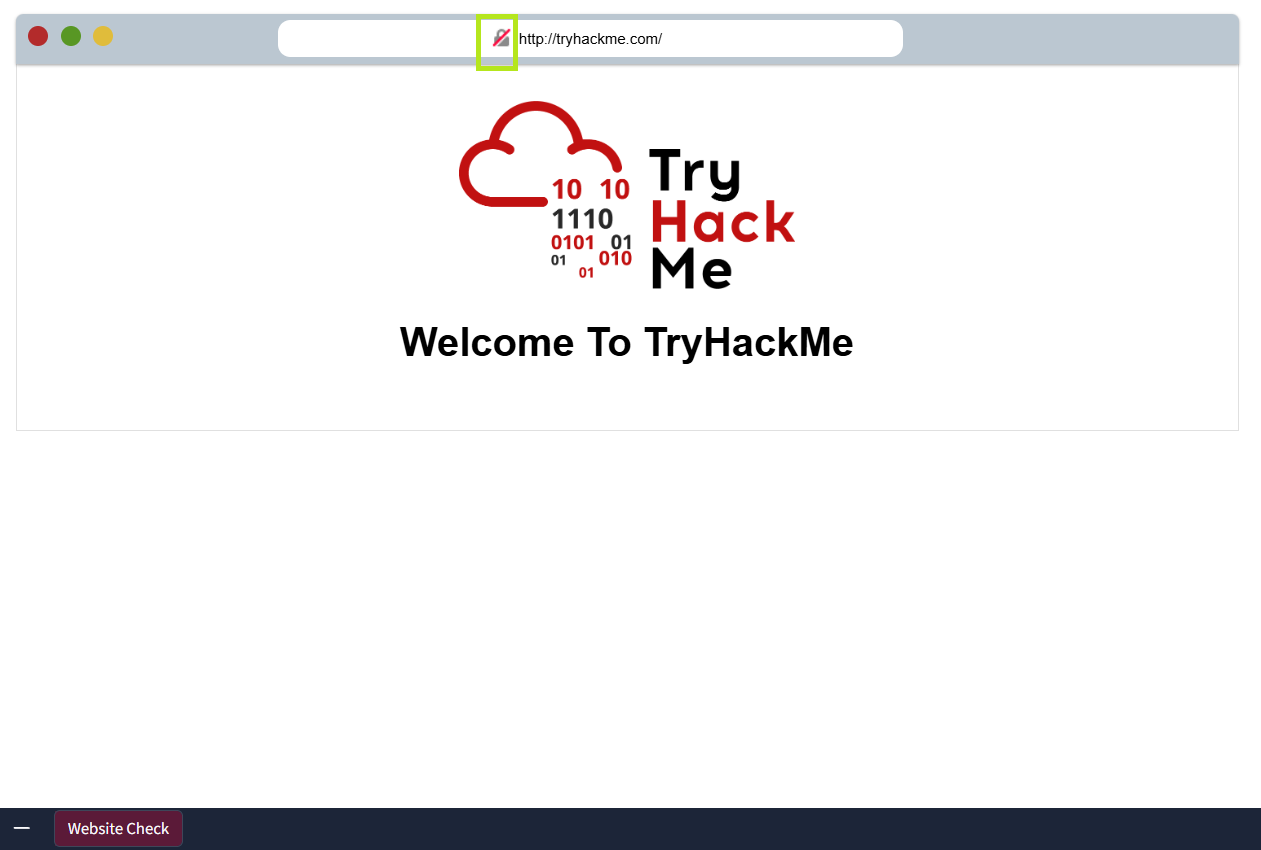 http://tryhackme.com/
10 10
1110
0101 01
01 010
01
Try
Hack
Me
Welcome To TryHackMe
Website Check